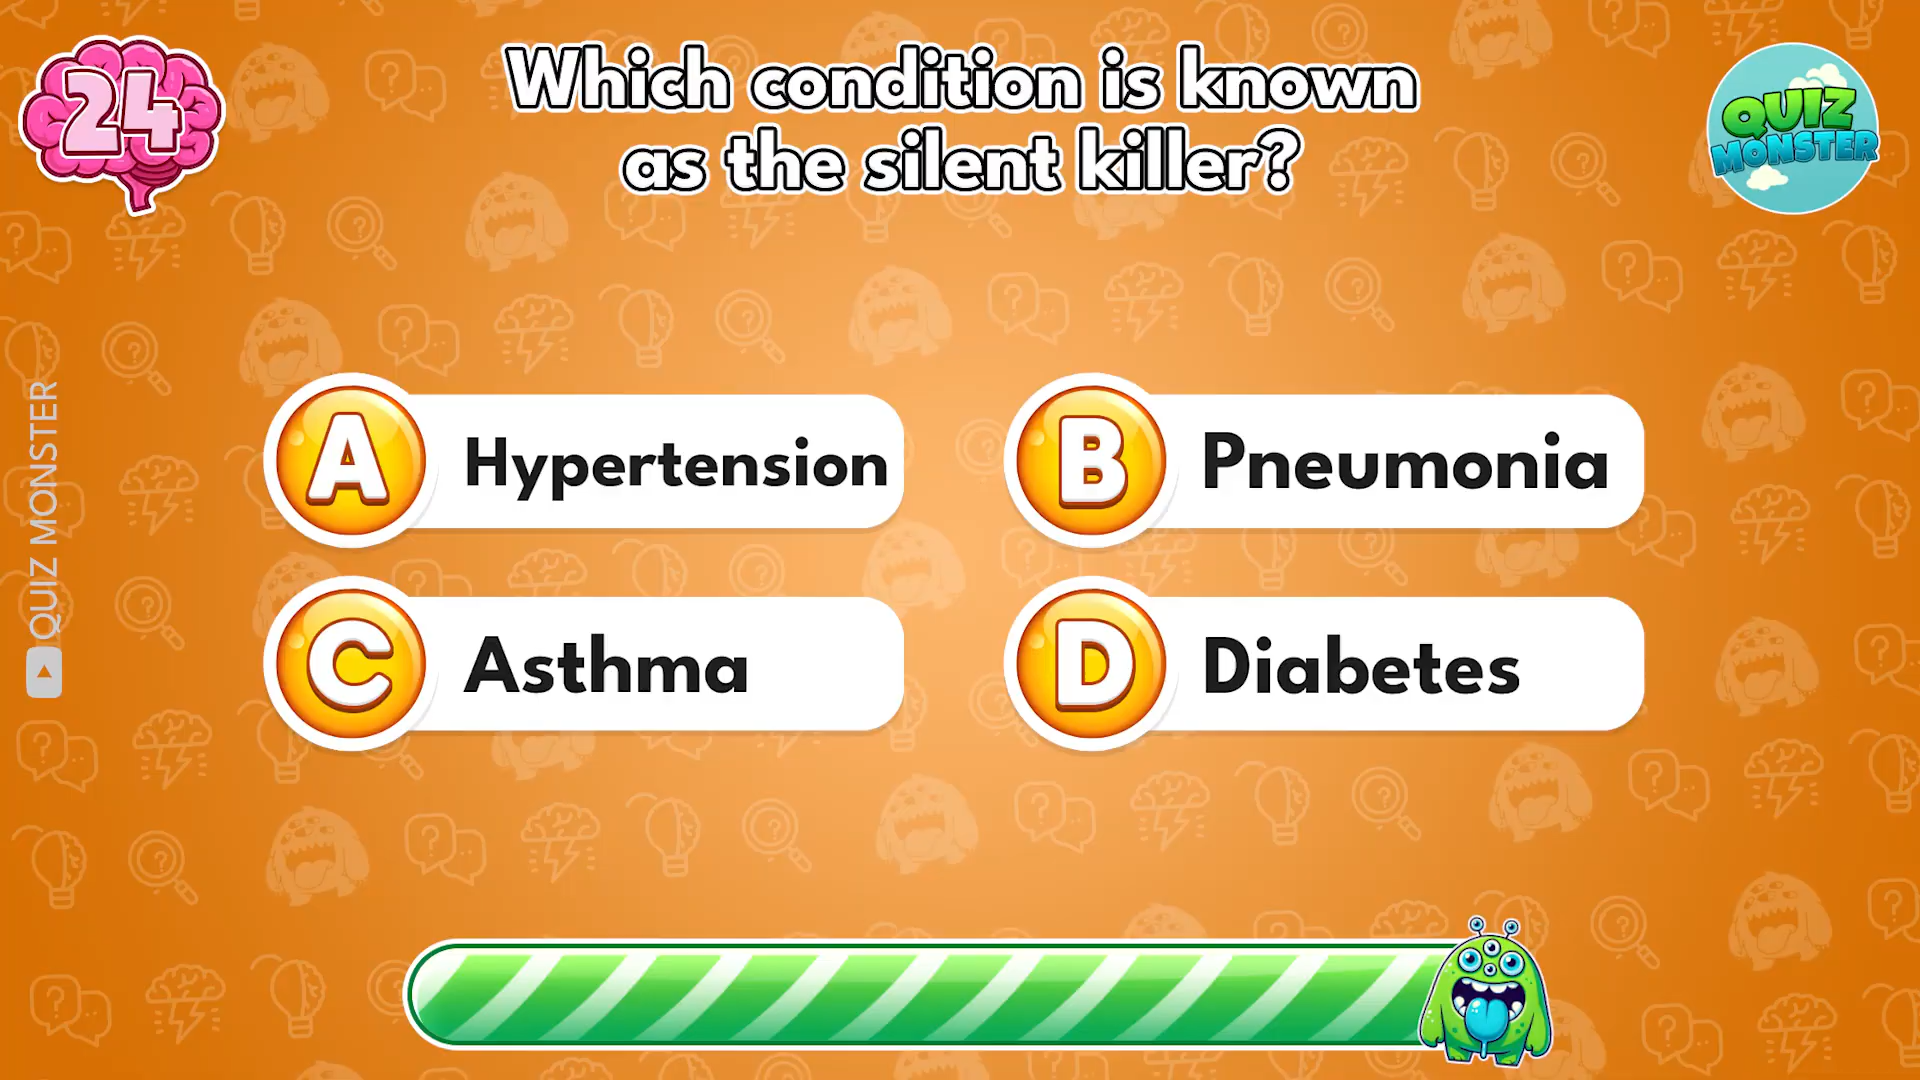 24
Which condition is known
as the silent killer?
QUIZ
MONSTER
A Hypertension
B Pneumonia
C Asthma
D Diabetes
QUIZ MONSTER